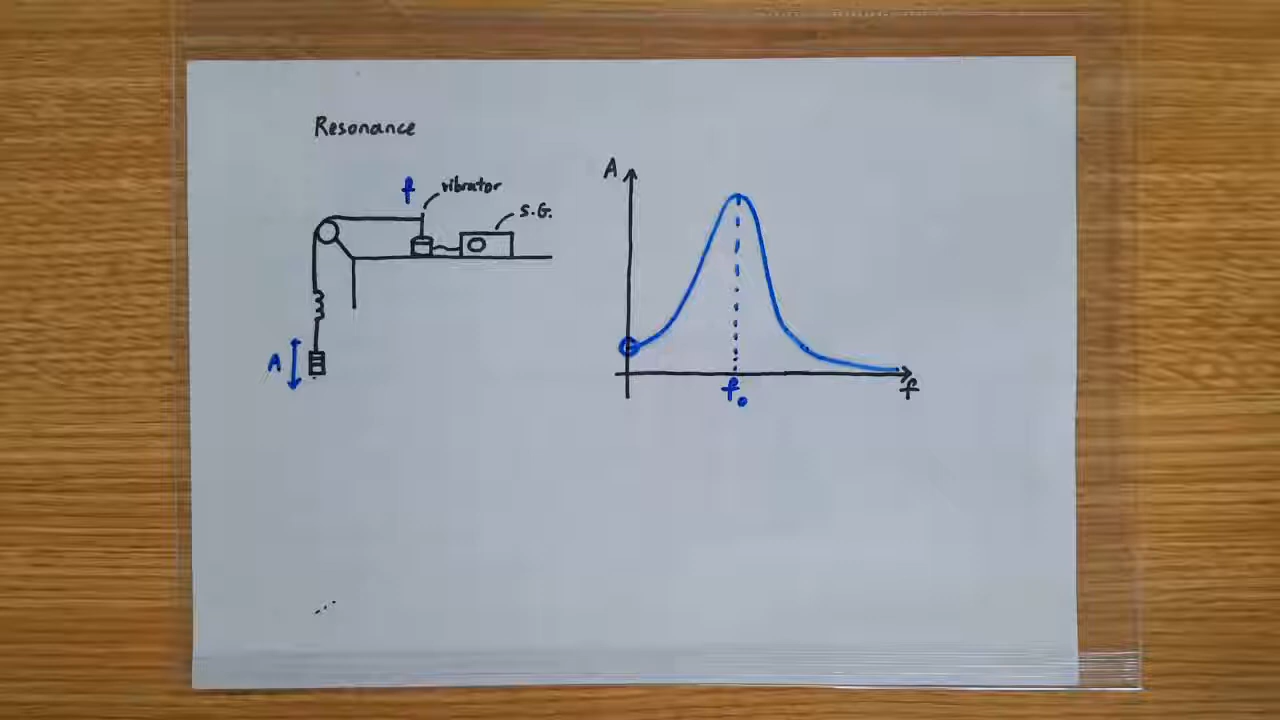 Resonance
f
vibrator
S.G.
A
A
f₀
f